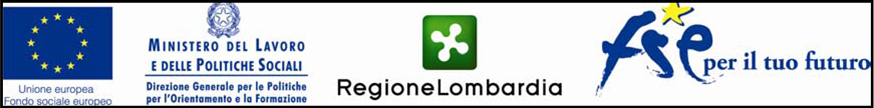 Unione europea
Fondo sociale europeo
MINISTERO DEL LAVORO
E DELLE POLITICHE SOCIALI
Direzione Generale per le Politiche
per l'Orientamento e la Formazione
RegioneLombardia
fse per il tuo futuro